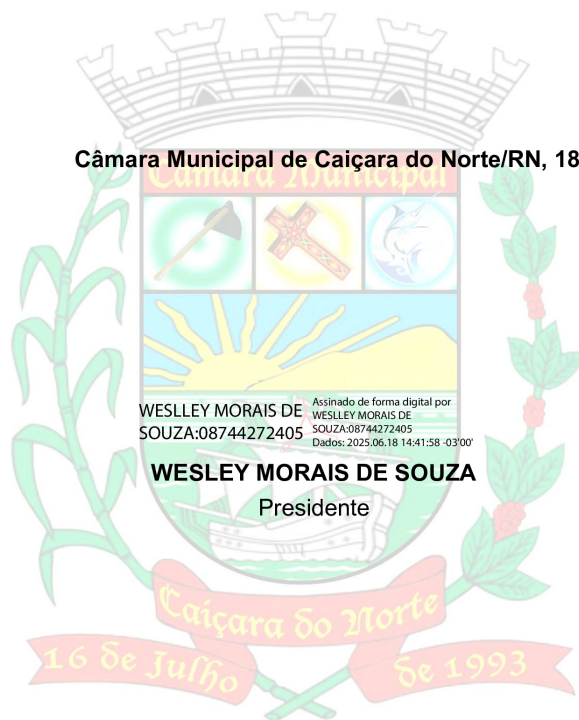 Câmara Municipal de Caiçara do Norte/RN, 18
Câmara Municipal
WESLLEY MORAIS DE
SOUZA:08744272405
Assinado de forma digital por
WESLLEY MORAIS DE
SOUZA:08744272405
Dados: 2025.06.18 14:41:58 -03'00'
WESLEY MORAIS DE SOUZA
Presidente
Caiçara do Norte
16 de Julho
de 1993